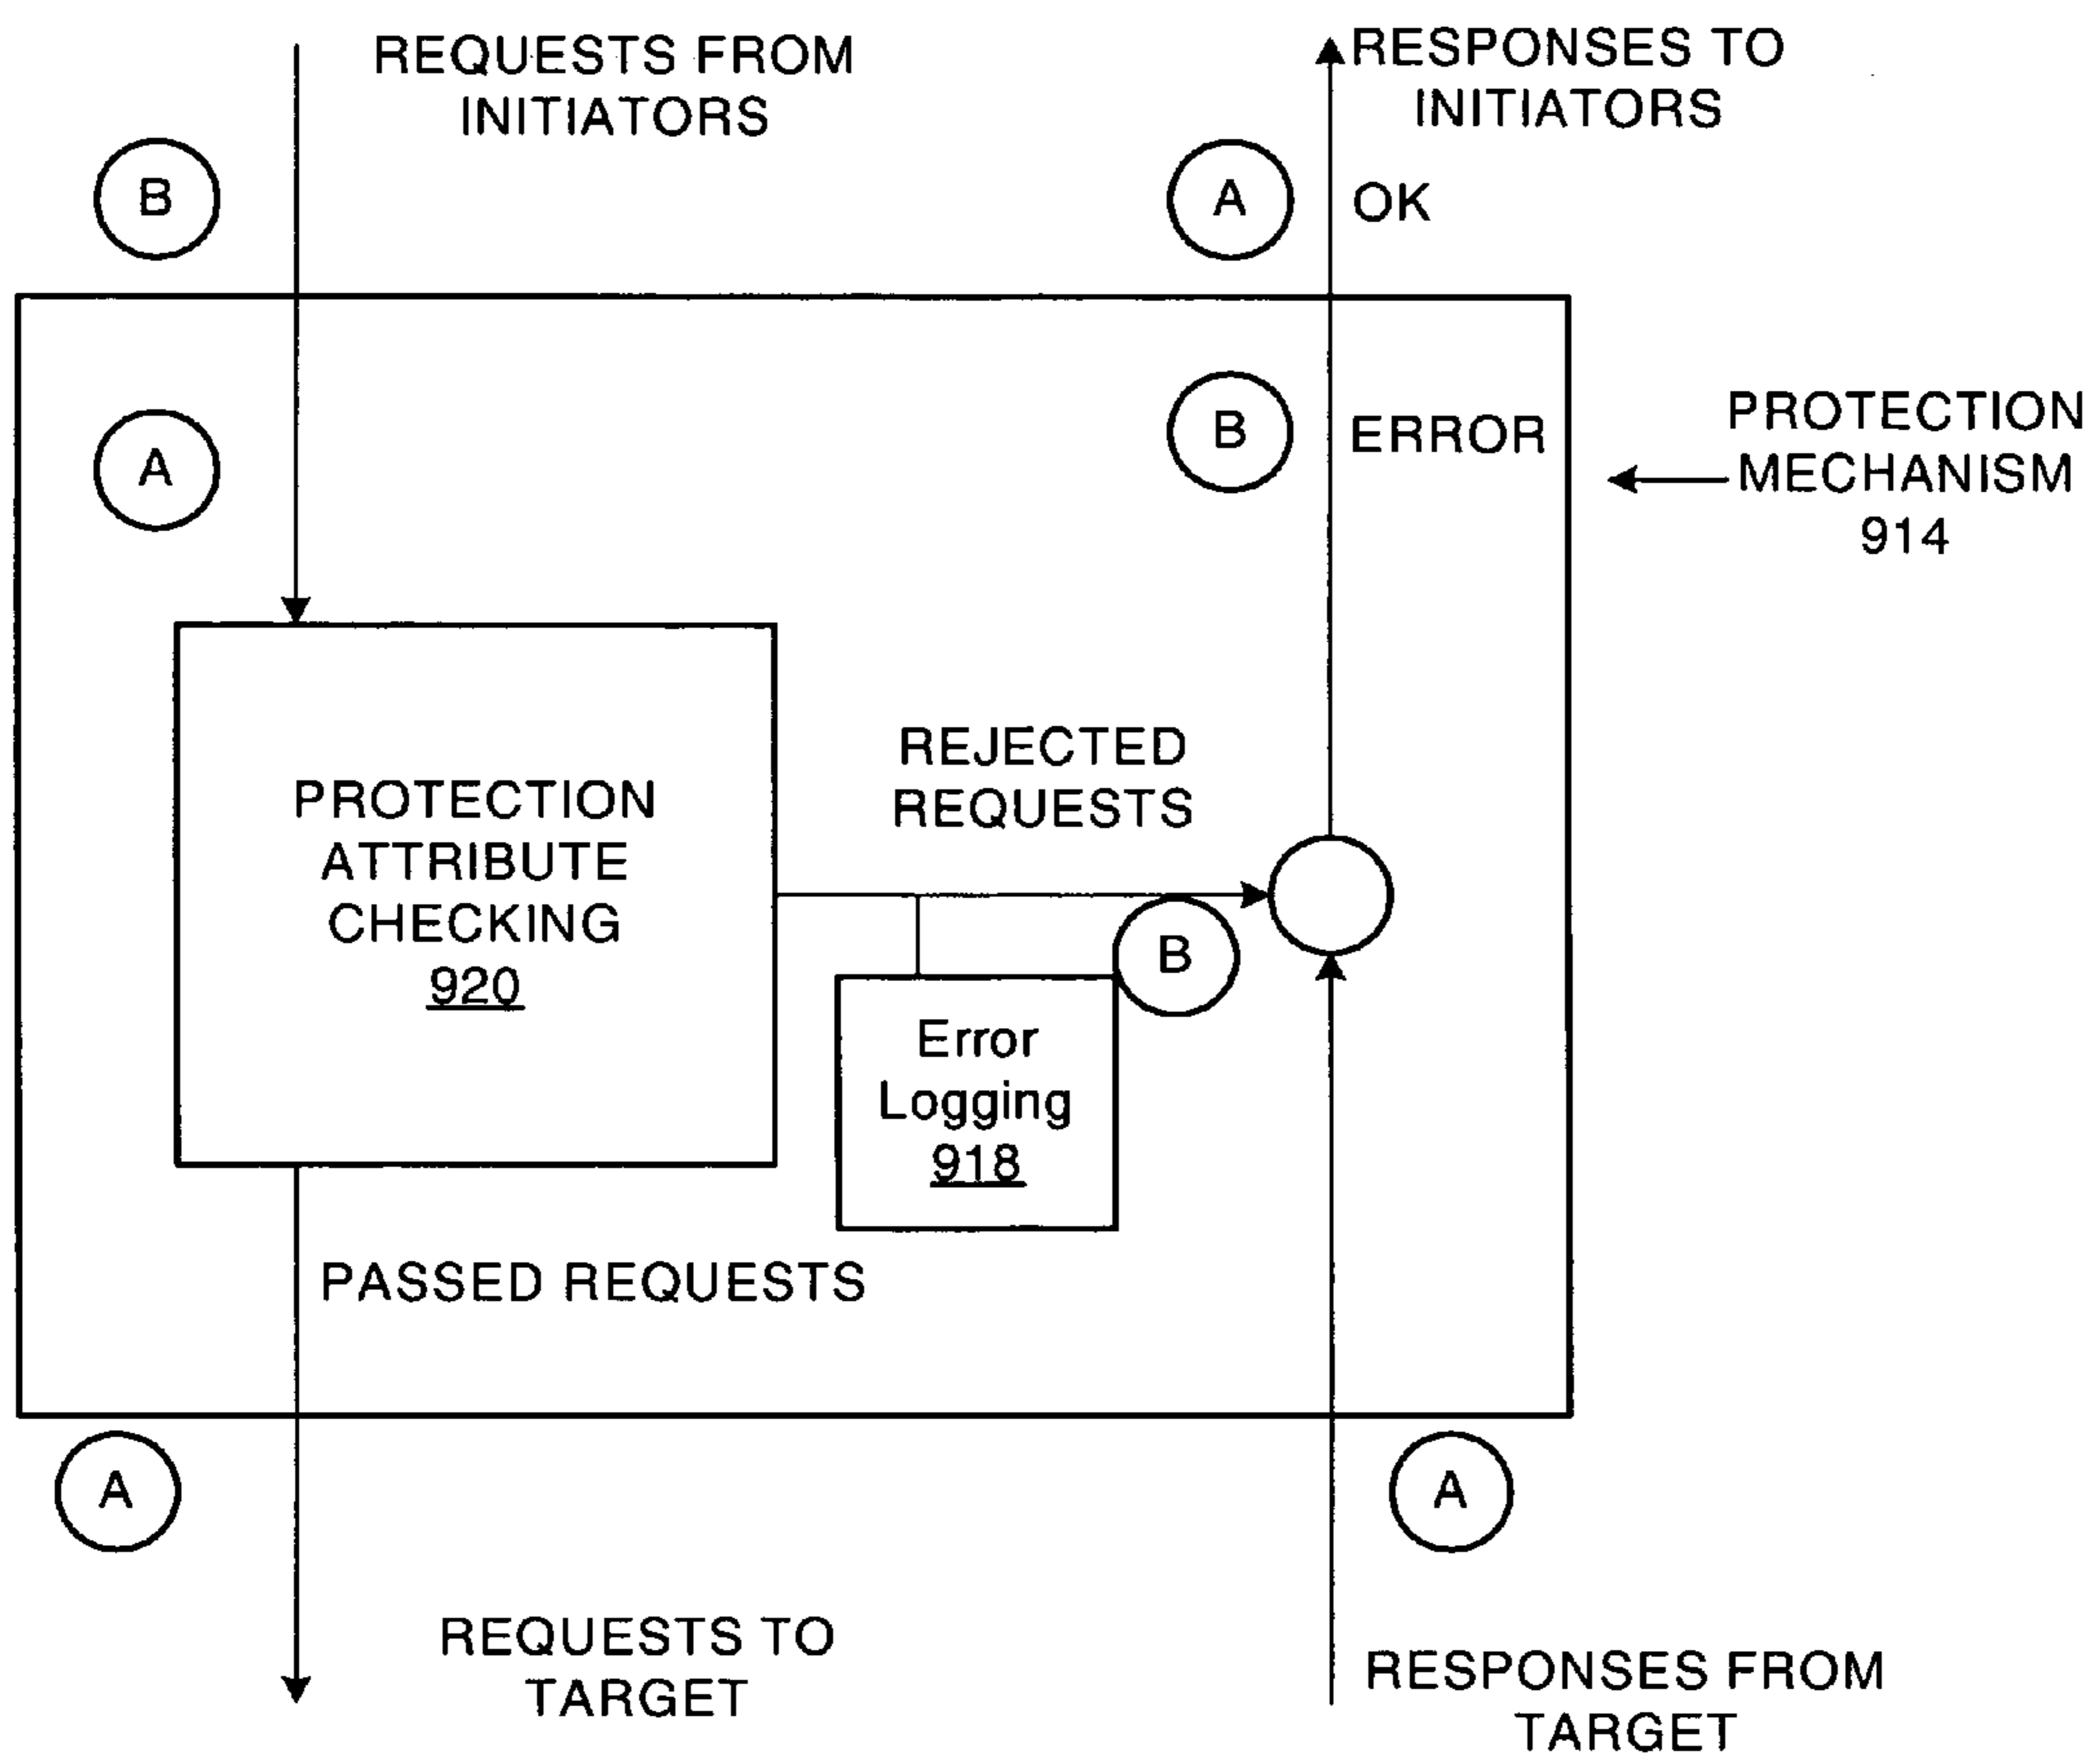 REQUESTS FROM
INITIATORS
RESPONSES TO
INITIATORS
B
A
OK
A
B
ERROR
PROTECTION
MECHANISM
914
REJECTED
REQUESTS
PROTECTION
ATTRIBUTE
CHECKING
920
B
Error
Logging
918
PASSED REQUESTS
A
A
REQUESTS TO
TARGET
RESPONSES FROM
TARGET